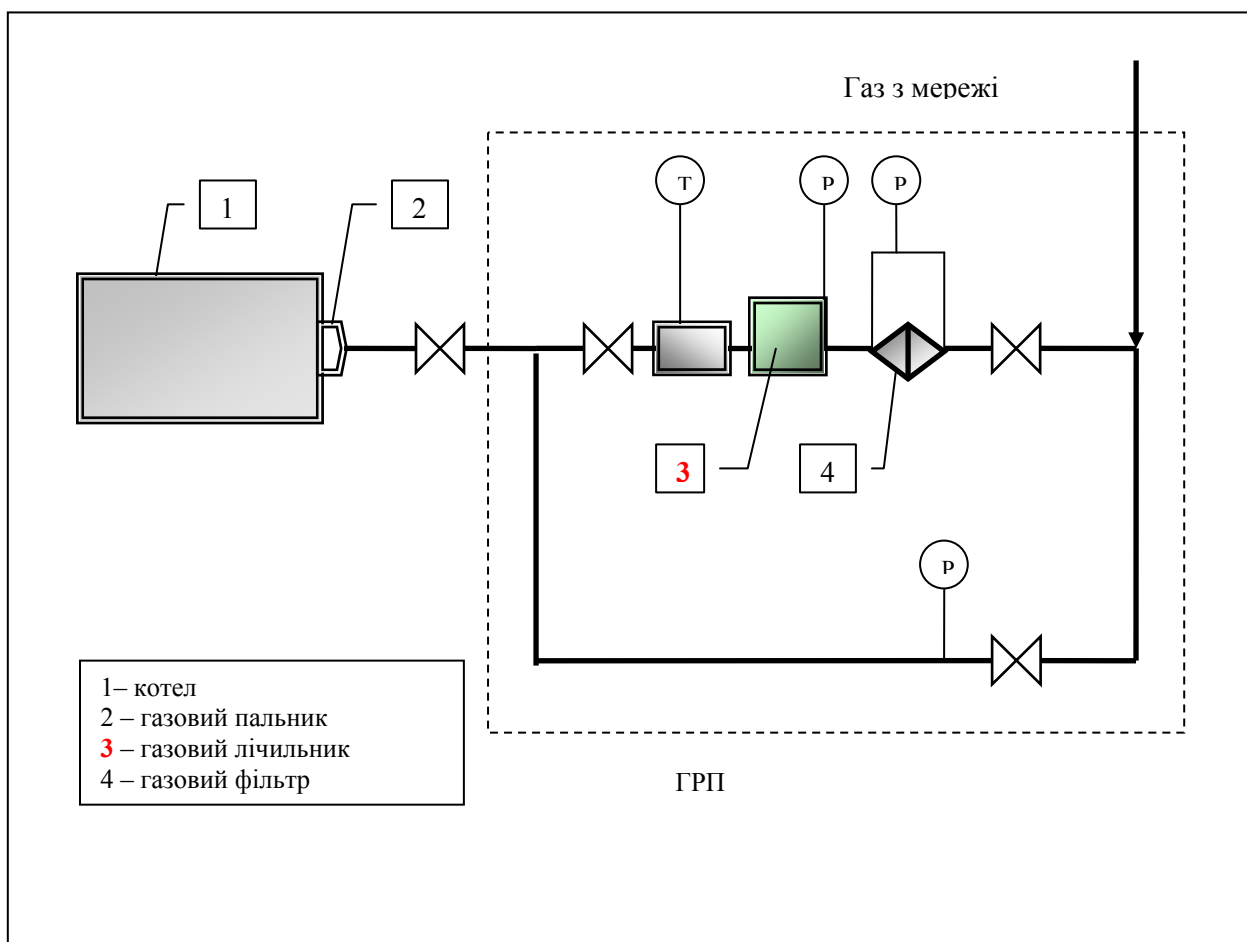 Газ з мережі
Т Р Р
1 2
3 4
Р
1– котел
2 – газовий пальник
3 – газовий лічильник
4 – газовий фільтр
ГРП